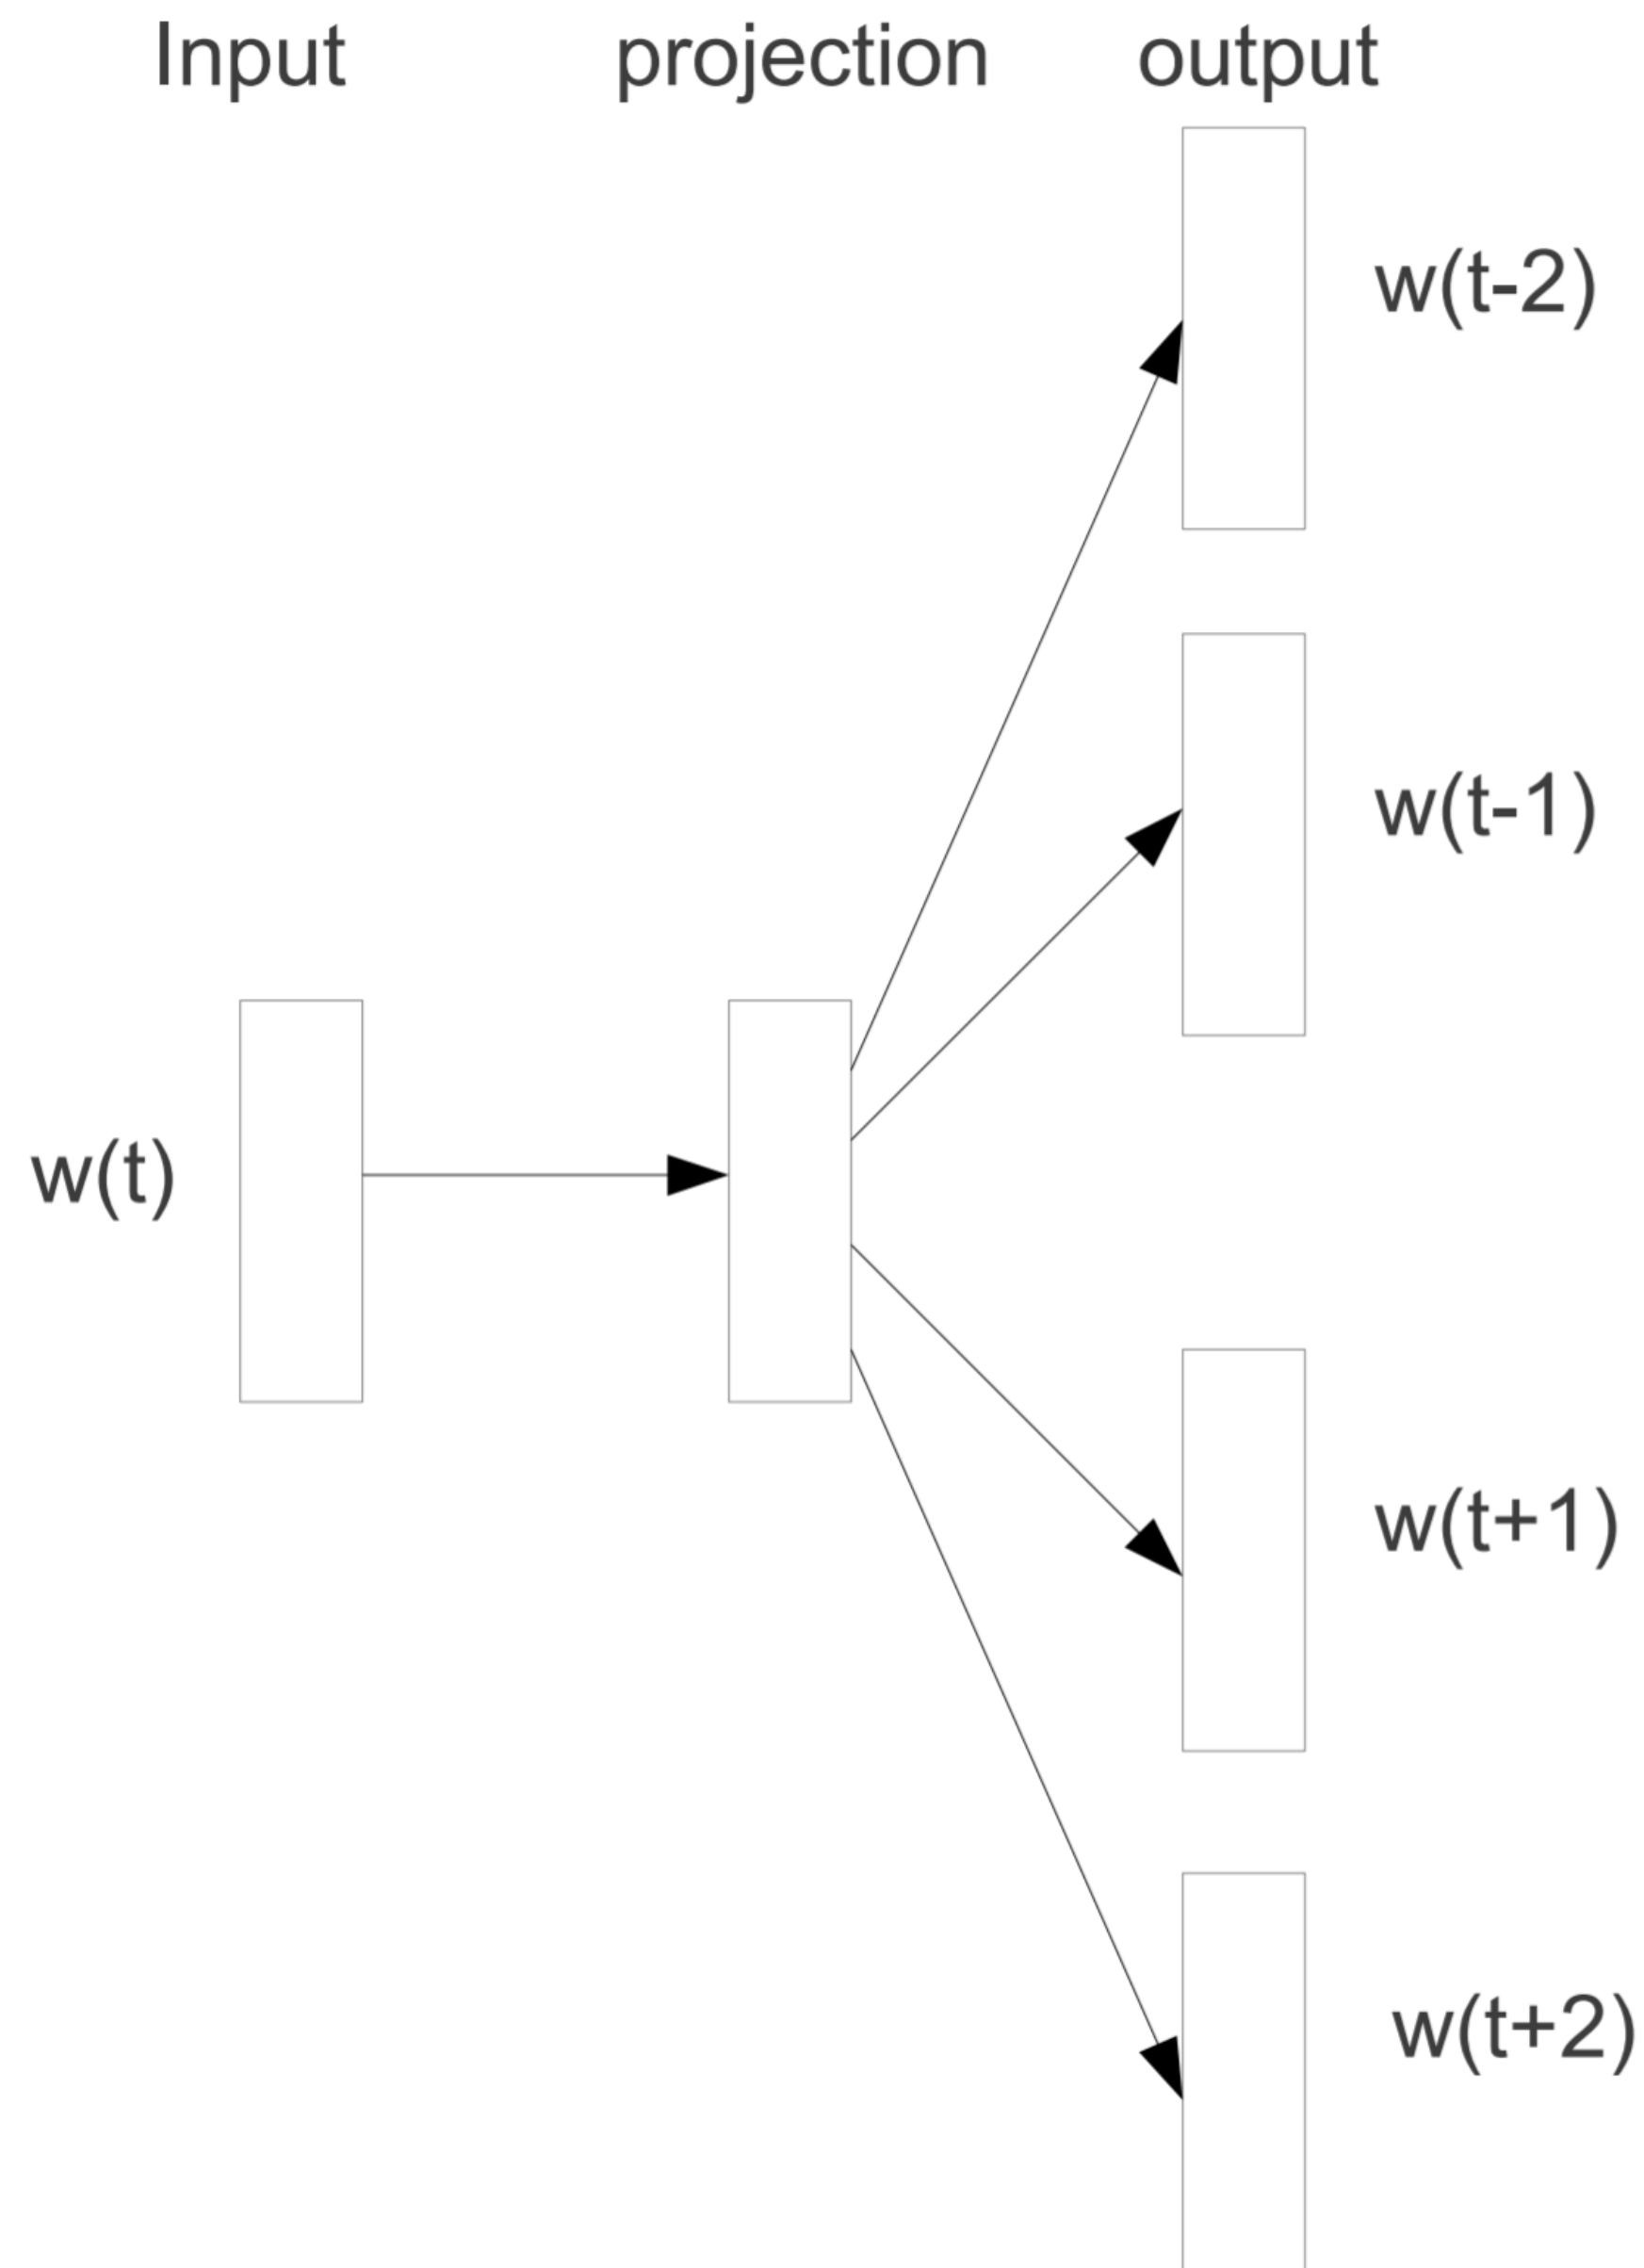 Input projection output
w(t-2)
w(t-1)
w(t)
w(t+1)
w(t+2)